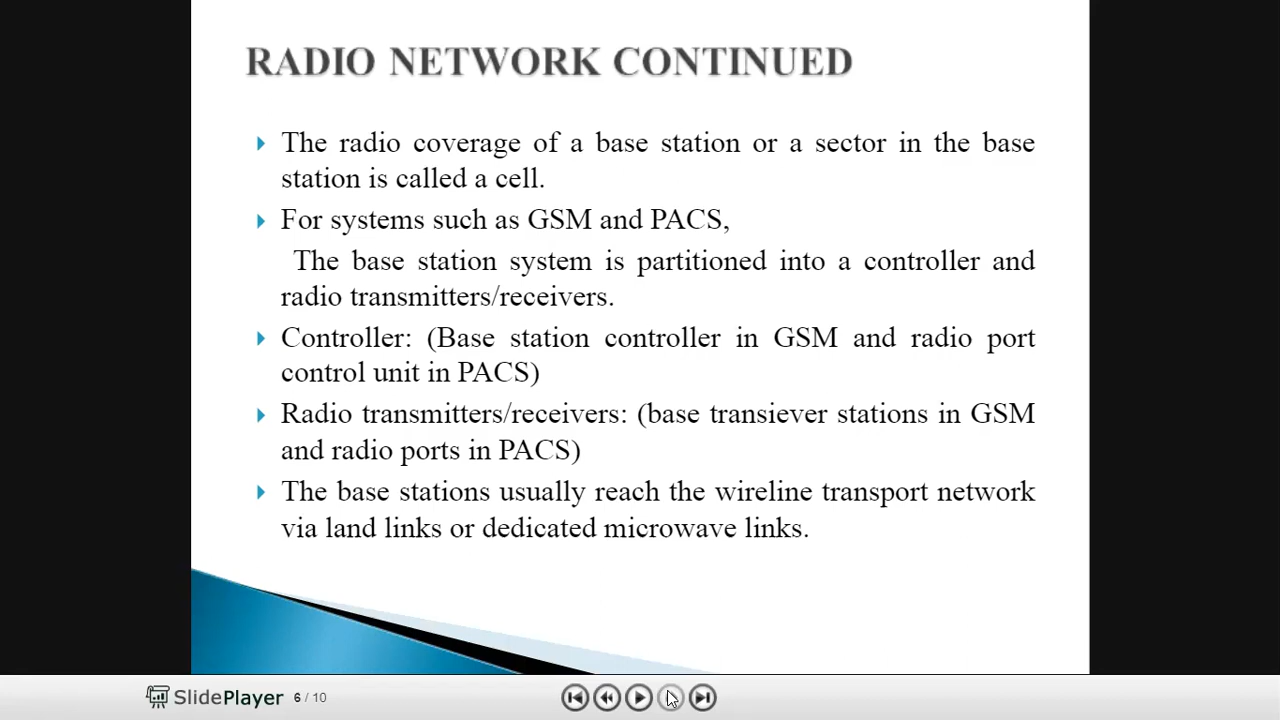 RADIO NETWORK CONTINUED
The radio coverage of a base station or a sector in the base
station is called a cell.
For systems such as GSM and PACS,
The base station system is partitioned into a controller and
radio transmitters/receivers.
Controller: (Base station controller in GSM and radio port
control unit in PACS)
Radio transmitters/receivers: (base transiever stations in GSM
and radio ports in PACS)
The base stations usually reach the wireline transport network
via land links or dedicated microwave links.
SlidePlayer 6 / 10